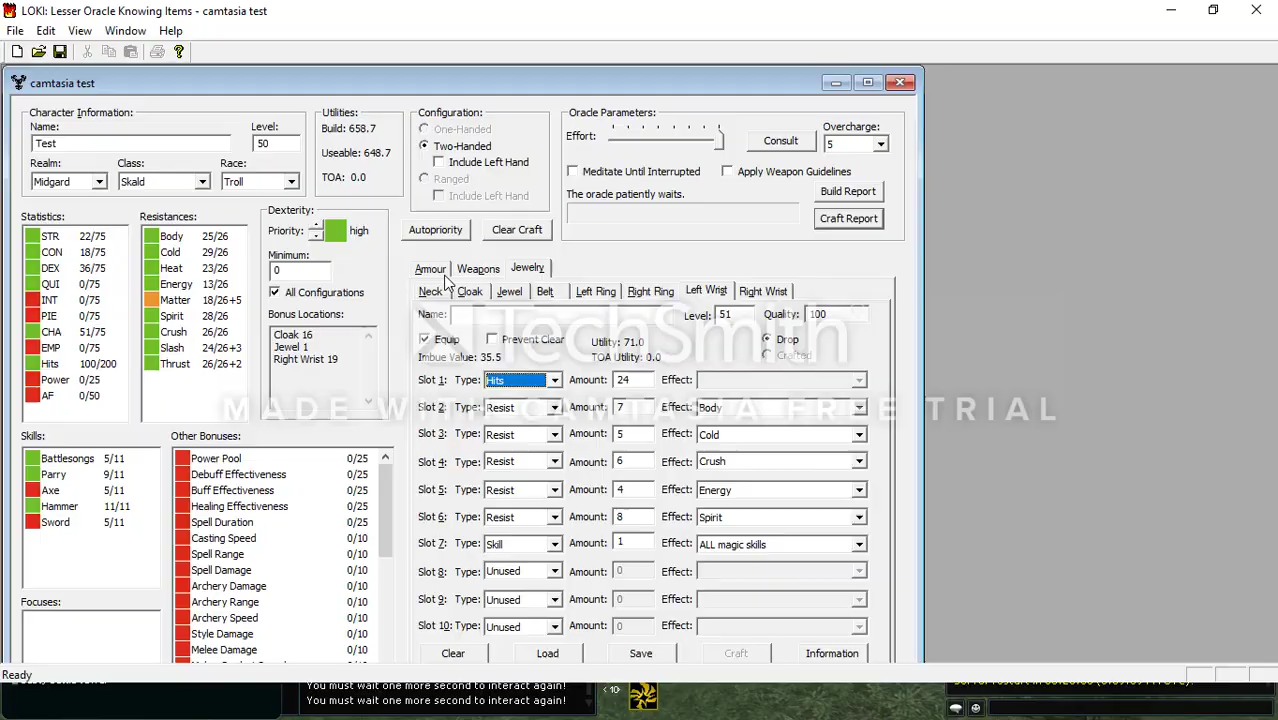 LOKI: Lesser Oracle Knowing Items - camtasia test
File Edit View Window Help
camtasia test
Character Information:
Name: Level:
Test 50
Realm: Class: Race:
Midgard Skald Troll
Utilities:
Build: 658.7
Useable: 648.7
TOA: 0.0
Configuration:
One-Handed
Two-Handed
Include Left Hand
Ranged
Include Left Hand
Oracle Parameters:
Effort: Consult Overcharge:
5
Meditate Until Interrupted Apply Weapon Guidelines
The oracle patiently waits. Build Report
Craft Report
Statistics:
STR 22/75
CON 18/75
DEX 36/75
QUI 0/75
INT 0/75
PIE 0/75
CHA 51/75
EMP 0/75
Hits 100/200
Power 0/25
AF 0/50
Resistances:
Body 25/26
Cold 29/26
Heat 23/26
Energy 13/26
Matter 18/26+5
Spirit 28/26
Crush 26/26
Slash 24/26+3
Thrust 26/26+2
Dexterity:
Priority: high
Minimum:
0
All Configurations
Bonus Locations:
Cloak 16
Jewel 1
Right Wrist 19
Autopriority Clear Craft
Armour Weapons Jewelry
Neck Cloak Jewel Belt Left Ring Right Ring Left Wrist Right Wrist
Name: Level: 51 Quality: 100
Equip Prevent Clear Utility: 71.0 Drop
Imbue Value: 35.5 TOA Utility: 0.0 Crafted
Slot 1: Type: Hits Amount: 24 Effect:
Slot 2: Type: Resist Amount: 7 Effect: Body
Slot 3: Type: Resist Amount: 5 Effect: Cold
Slot 4: Type: Resist Amount: 6 Effect: Crush
Slot 5: Type: Resist Amount: 4 Effect: Energy
Slot 6: Type: Resist Amount: 8 Effect: Spirit
Slot 7: Type: Skill Amount: 1 Effect: ALL magic skills
Slot 8: Type: Unused Amount: 0 Effect:
Slot 9: Type: Unused Amount: 0 Effect:
Slot 10: Type: Unused Amount: 0 Effect:
Clear Load Save Craft Information
TechSmith
MADE WITH CAMTASIA FREE TRIAL
Skills:
Battlesongs 5/11
Parry 9/11
Axe 5/11
Hammer 11/11
Sword 5/11
Focuses:
Other Bonuses:
Power Pool 0/25
Debuff Effectiveness 0/25
Buff Effectiveness 0/25
Healing Effectiveness 0/25
Spell Duration 0/25
Casting Speed 0/10
Spell Range 0/10
Spell Damage 0/10
Archery Damage 0/10
Archery Range 0/10
Archery Speed 0/10
Style Damage 0/10
Melee Damage 0/10
Ready
You must wait one more second to interact again!
You must wait one more second to interact again!
< 10